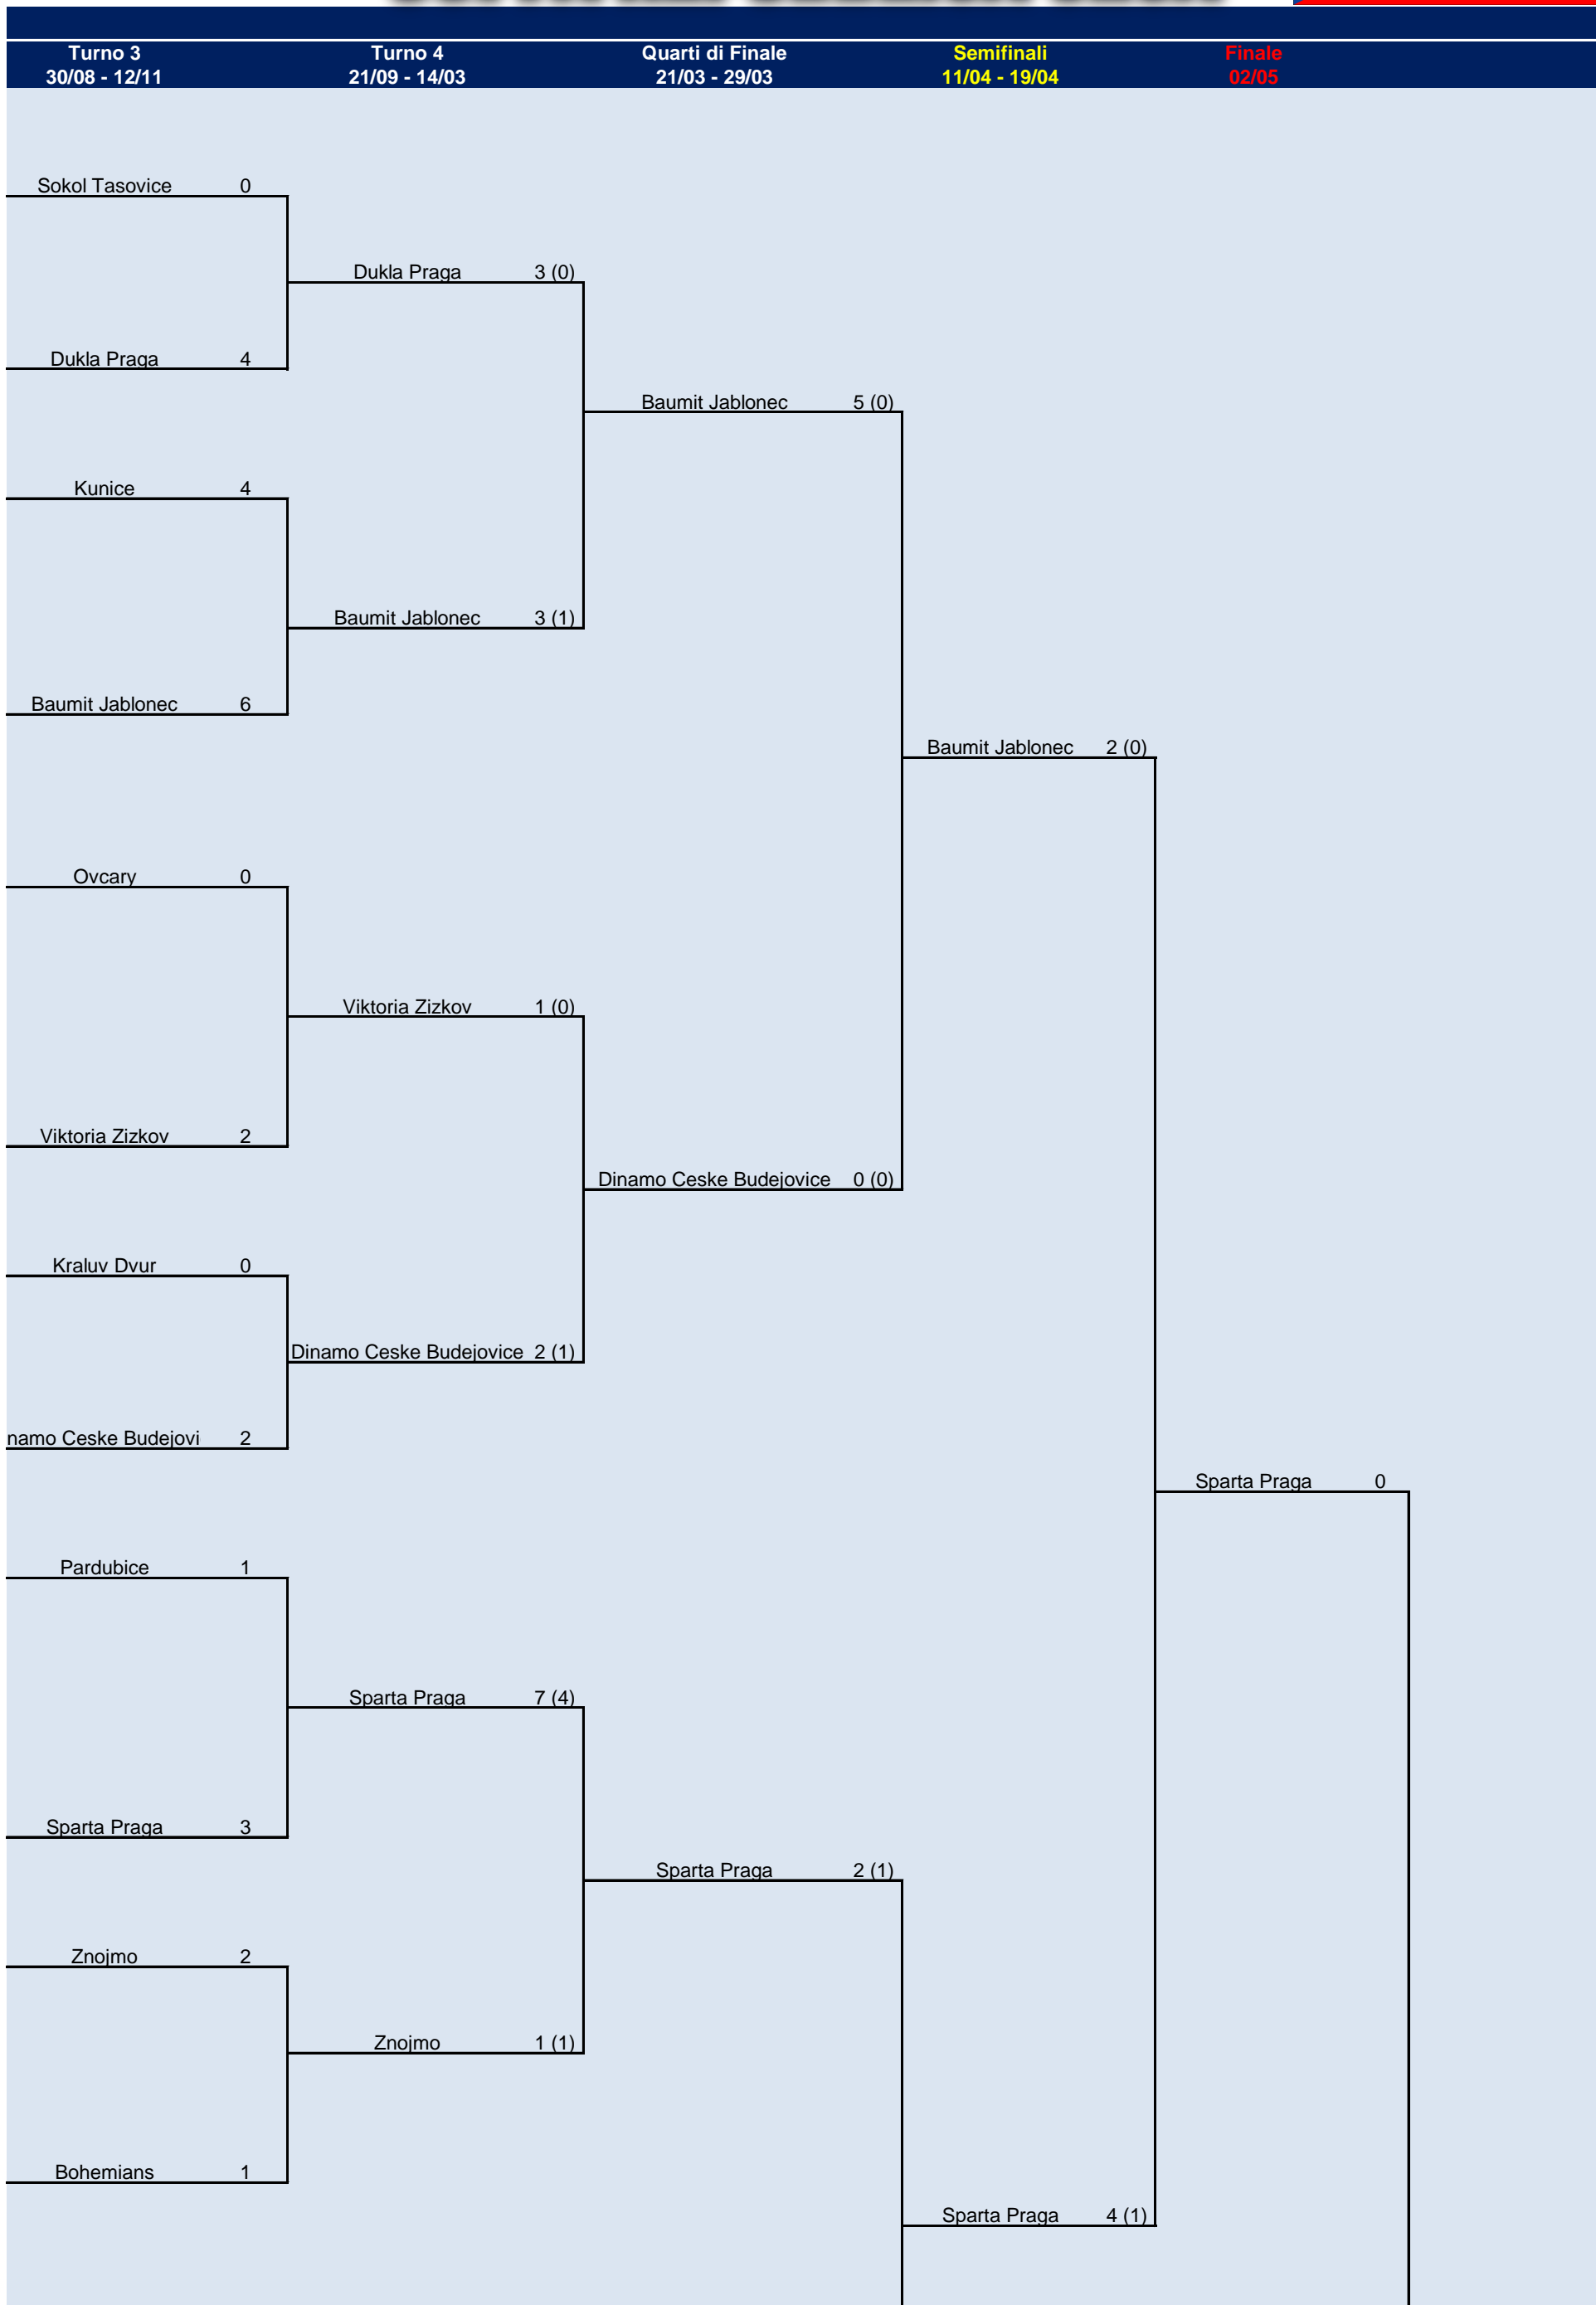 Turno 3 Turno 4 Quarti di Finale Semifinali Finale
30/08 - 12/11 21/09 - 14/03 21/03 - 29/03 11/04 - 19/04 02/05
Sokol Tasovice 0
Dukla Praga 3 (0)
Dukla Praga 4
Baumit Jablonec 5 (0)
Kunice 4
Baumit Jablonec 3 (1)
Baumit Jablonec 6
Baumit Jablonec 2 (0)
Ovcary 0
Viktoria Zizkov 1 (0)
Viktoria Zizkov 2
Dinamo Ceske Budejovice 0 (0)
Kraluv Dvur 0
Dinamo Ceske Budejovice 2 (1)
namo Ceske Budejovi 2
Sparta Praga 0
Pardubice 1
Sparta Praga 7 (4)
Sparta Praga 3
Sparta Praga 2 (1)
Znojmo 2
Znojmo 1 (1)
Bohemians 1
Sparta Praga 4 (1)